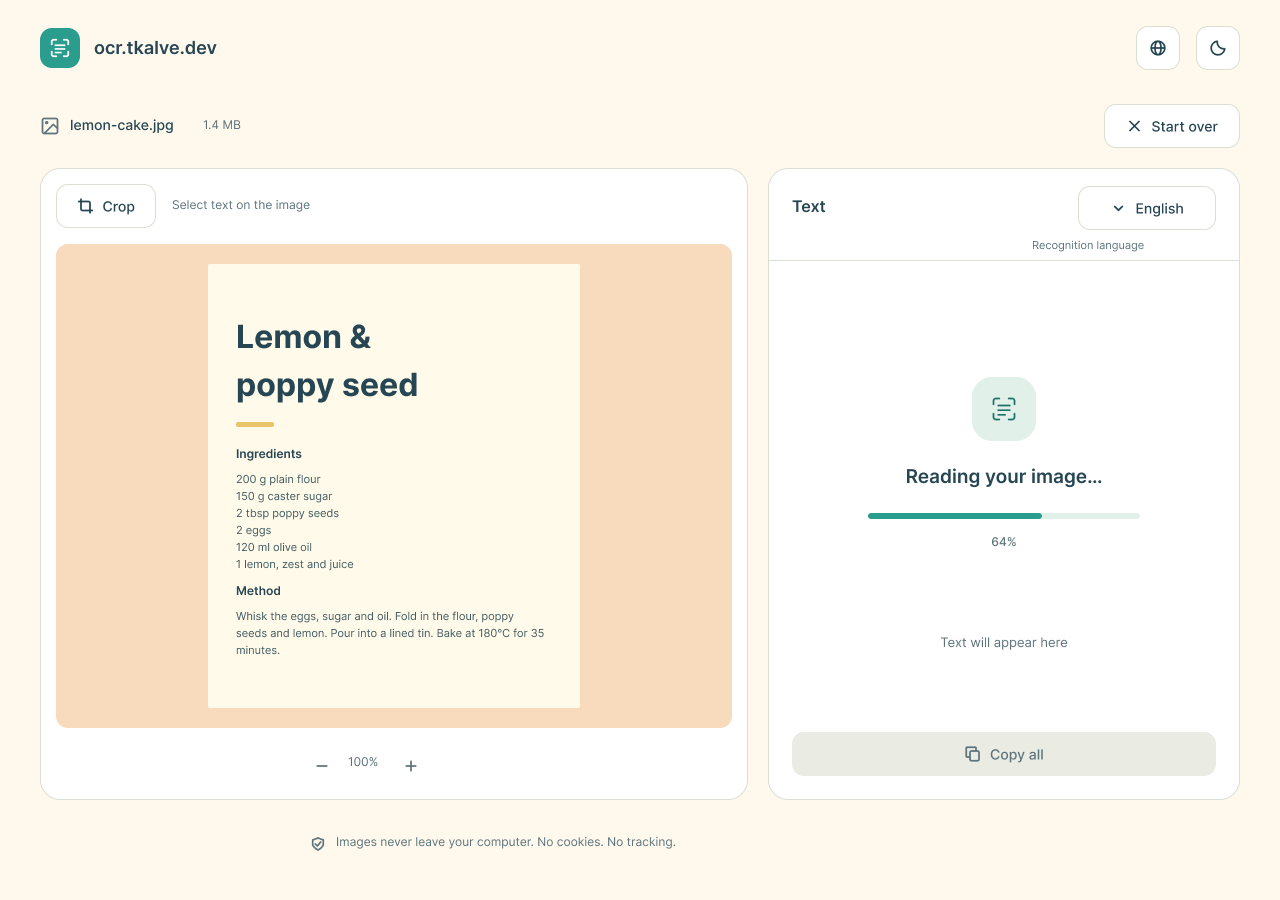 ocr.tkalve.dev
lemon-cake.jpg 1.4 MB
Start over
Crop Select text on the image
Lemon &
poppy seed
Ingredients
200 g plain flour
150 g caster sugar
2 tbsp poppy seeds
2 eggs
120 ml olive oil
1 lemon, zest and juice
Method
Whisk the eggs, sugar and oil. Fold in the flour, poppy
seeds and lemon. Pour into a lined tin. Bake at 180°C for 35
minutes.
100%
Text
English
Recognition language
Reading your image…
64%
Text will appear here
Copy all
Images never leave your computer. No cookies. No tracking.